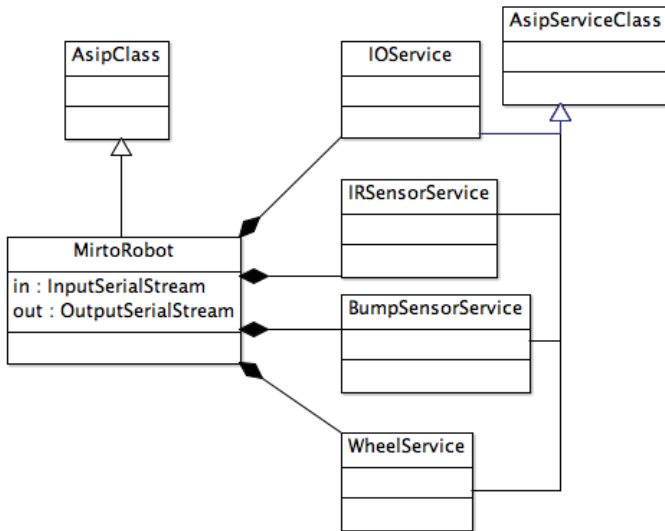 AsipClass
IOService
AsipServiceClass
IRSensorService
MirtoRobot
in : InputSerialStream
out : OutputSerialStream
BumpSensorService
WheelService